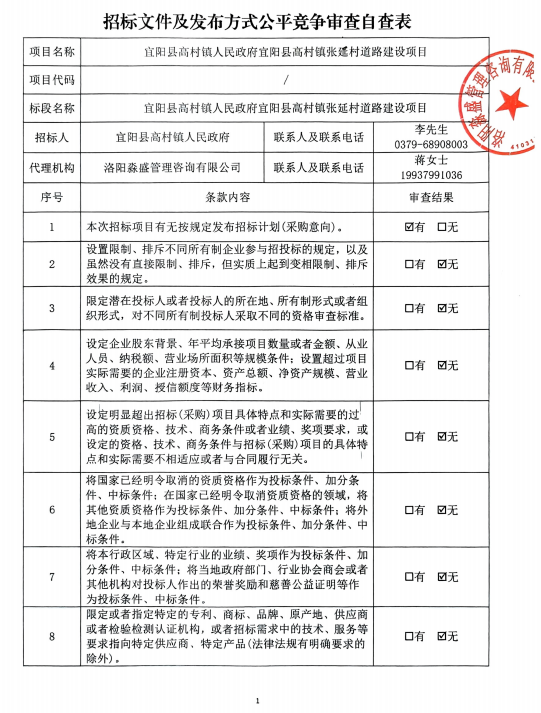 招标文件及发布方式公平竞争审查自查表
项目名称 宜阳县高村镇人民政府宜阳县高村镇张延村道路建设项目
项目代码 /
标段名称 宜阳县高村镇人民政府宜阳县高村镇张延村道路建设项目
招标人 宜阳县高村镇人民政府 联系人及联系电话 李先生
0379-68908003
代理机构 洛阳淼盛管理咨询有限公司 联系人及联系电话 蒋女士
19937991036
序号 条款内容 审查结果
1 本次招标项目有无按规定发布招标计划(采购意向)。 ☑有 ☐无
2 设置限制、排斥不同所有制企业参与招投标的规定，以及
虽然没有直接限制、排斥，但实质上起到变相限制、排斥
效果的规定。 ☐有 ☑无
3 限定潜在投标人或者投标人的所在地、所有制形式或者组
织形式，对不同所有制投标人采取不同的资格审查标准。 ☐有 ☑无
4 设定企业股东背景、年平均承接项目数量或者金额、从业
人员、纳税额、营业场所面积等规模条件；设置超过项目
实际需要的企业注册资本、资产总额、净资产规模、营业
收入、利润、授信额度等财务指标。 ☐有 ☑无
5 设定明显超出招标(采购)项目具体特点和实际需要的过
高的资质资格、技术、商务条件或者业绩、奖项要求，或
设定的资格、技术、商务条件与招标(采购)项目的具体特
点和实际需要不相适应或者与合同履行无关。 ☐有 ☑无
6 将国家已经明令取消的资质资格作为投标条件、加分条
件、中标条件；在国家已经明令取消资质资格的领域，将
其他资质资格作为投标条件、加分条件、中标条件；将外
地企业与本地企业组成联合作为投标条件、加分条件、中
标条件。 ☐有 ☑无
7 将本行政区域、特定行业的业绩、奖项作为投标条件、加
分条件、中标条件；将当地政府部门、行业协会商会或者
其他机构对投标人作出的荣誉奖励和慈善公益证明等作
为投标条件、中标条件。 ☐有 ☑无
8 限定或者指定特定的专利、商标、品牌、原产地、供应商
或者检验检测认证机构，或者招标需求中的技术、服务等
要求指向特定供应商、特定产品(法律法规有明确要求的
除外)。 ☐有 ☑无
洛阳淼盛管理咨询有限
41031
1